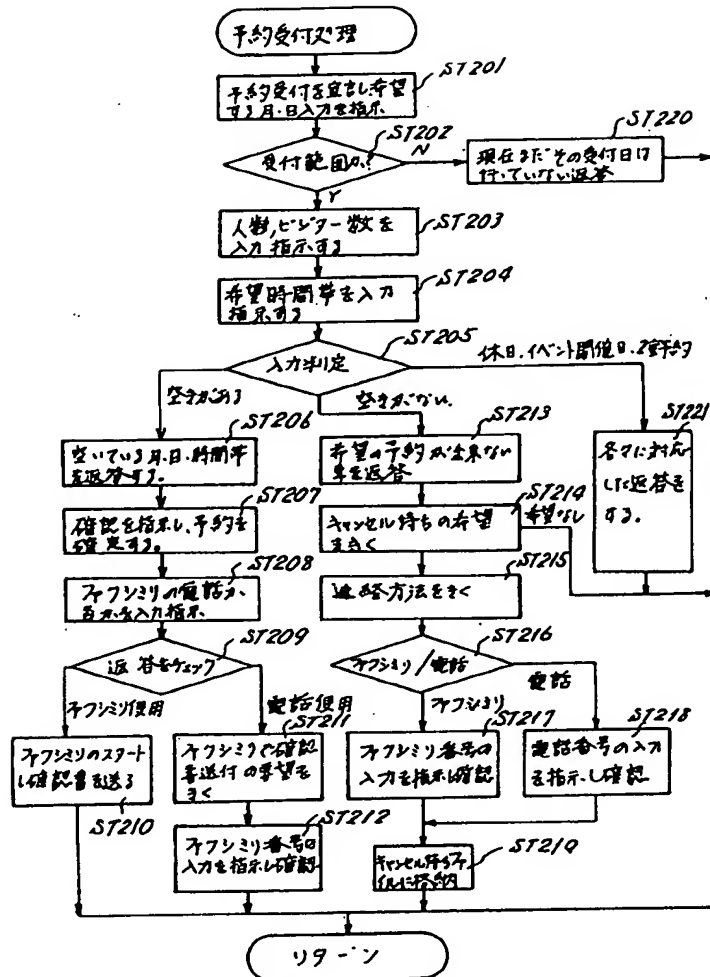 予約受付処理
ST201
予約受付を宣言し希望
する月・日入力を指示
ST202
受付範囲か?
N
Y
ST220
現在まだその受付日は
行っていない返答
ST203
人数,ビジター数を
入力指示する
ST204
希望時間帯を入力
指示する
ST205
入力判定
休日,イベント開催日,2重予約
空きがある
空きがない
ST206
空いている月・日・時間帯
を返答する。
ST213
希望の予約が出来ない
事を返答
ST221
各々に対応
した返答を
する。
ST207
確認を指示し、予約を
確定する。
ST214
キャンセル待ちの希望
をきく
希望なし
ST208
ファクシミリの電話か
否かを入力指示
ST215
連絡方法をきく
ST209
返答をチェック
ST216
ファクシミリ/電話
ファクシミリ使用
電話使用
ファクシミリ
電話
ST210
ファクシミリのスタート
し確認書を送る
ST211
ファクシミリで確認
書送付の希望を
きく
ST217
ファクシミリ番号の
入力を指示し確認
ST218
電話番号の入力
を指示し確認
ST212
ファクシミリ番号の
入力を指示し確認
ST219
キャンセル待ちファ
イルに格納
リターン